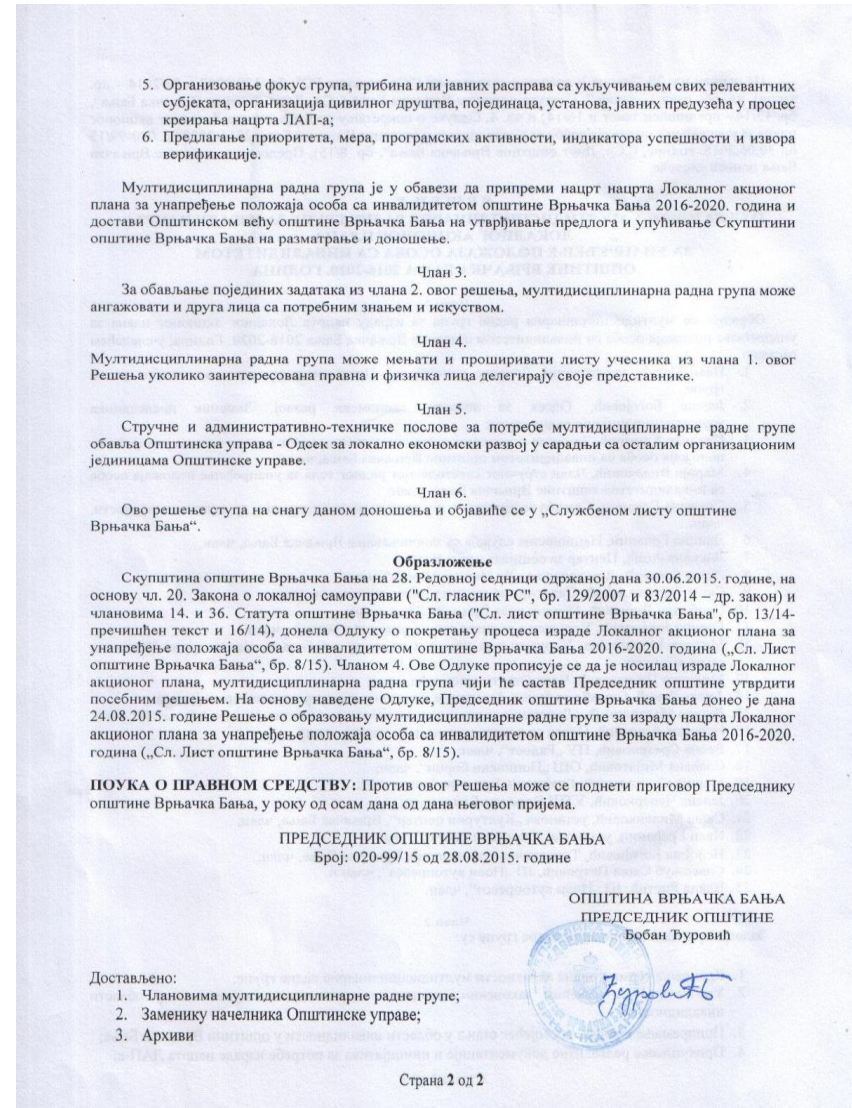 5. Организовање фокус група, трибина или јавних расправа са укључивањем свих релевантних
субјеката, организација цивилног друштва, појединаца, установа, јавних предузећа у процес
креирања нацрта ЛАП-а;
6. Предлагање приоритета, мера, програмских активности, индикатора успешности и извора
верификације.
Мултидисциплинарна радна група је у обавези да припреми нацрт нацрта Локалног акционог
плана за унапређење положаја особа са инвалидитетом општине Врњачка Бања 2016-2020. година и
достави Општинском већу општине Врњачка Бања на утврђивање предлога и упућивање Скупштини
општине Врњачка Бања на разматрање и доношење.
Члан 3.
За обављање појединих задатака из члана 2. овог решења, мултидисциплинарна радна група може
ангажовати и друга лица са потребним знањем и искуством.
Члан 4.
Мултидисциплинарна радна група може мењати и проширивати листу учесника из члана 1. овог
Решења уколико заинтересована правна и физичка лица делегирају своје представнике.
Члан 5.
Стручне и административно-техничке послове за потребе мултидисциплинарне радне групе
обавља Општинска управа - Одсек за локално економски развој у сарадњи са осталим организационим
јединицама Општинске управе.
Члан 6.
Ово решење ступа на снагу даном доношења и објавиће се у „Службеном листу општине
Врњачка Бања“.
Образложење
Скупштина општине Врњачка Бања на 28. Редовној седници одржаној дана 30.06.2015. године, на
основу чл. 20. Закона о локалној самоуправи ("Сл. гласник РС", бр. 129/2007 и 83/2014 – др. закон) и
члановима 14. и 36. Статута општине Врњачка Бања ("Сл. лист општине Врњачка Бања", бр. 13/14-
пречишћен текст и 16/14), донела Одлуку о покретању процеса израде Локалног акционог плана за
унапређење положаја особа са инвалидитетом општине Врњачка Бања 2016-2020. година („Сл. Лист
општине Врњачка Бања“, бр. 8/15). Чланом 4. Ове Одлуке прописује се да је носилац израде Локалног
акционог плана, мултидисциплинарна радна група чији ће састав Председник општине утврдити
посебним решењем. На основу наведене Одлуке, Председник општине Врњачка Бања донео је дана
24.08.2015. године Решење о образовању мултидисциплинарне радне групе за израду нацрта Локалног
акционог плана за унапређење положаја особа са инвалидитетом општине Врњачка Бања 2016-2020.
година („Сл. Лист општине Врњачка Бања“, бр. 8/15).
ПОУКА О ПРАВНОМ СРЕДСТВУ: Против овог Решења може се поднети приговор Председнику
општине Врњачка Бања, у року од осам дана од дана његовог пријема.
ПРЕДСЕДНИК ОПШТИНЕ ВРЊАЧКА БАЊА
Број: 020-99/15 од 28.08.2015. године
ОПШТИНА ВРЊАЧКА БАЊА
ПРЕДСЕДНИК ОПШТИНЕ
Бобан Ђуровић
Ђуровић
Достављено:
1. Члановима мултидисциплинарне радне групе;
2. Заменику начелника Општинске управе;
3. Архиви
Страна 2 од 2